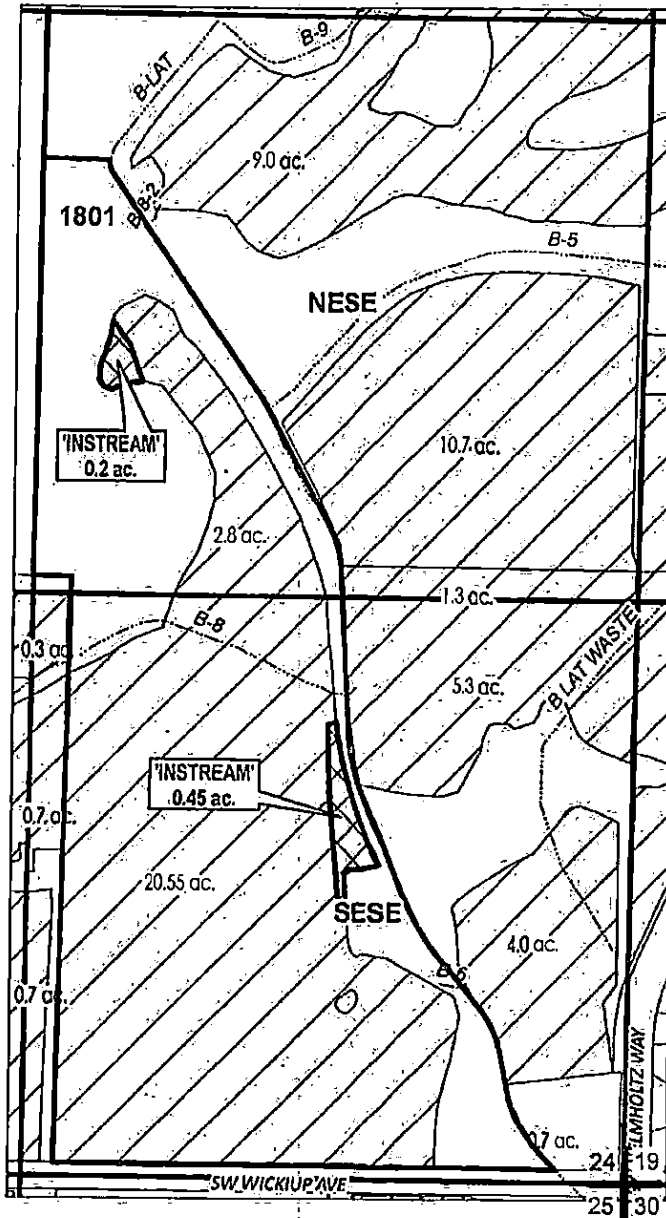 B-9
B-LAT
9.0 ac.
B-2
1801
B-5
NESE
'INSTREAM'
0.2 ac.
10.7 ac.
2.8 ac.
1.3 ac.
B-8
0.3 ac.
5.3 ac.
B LAT WASTE
'INSTREAM'
0.45 ac.
0.7 ac.
20.55 ac.
SESE
4.0 ac.
B-6
0.7 ac.
LMHOLTZ WAY
0.7 ac.
24 19
SW WICKIUP AVE
25 30